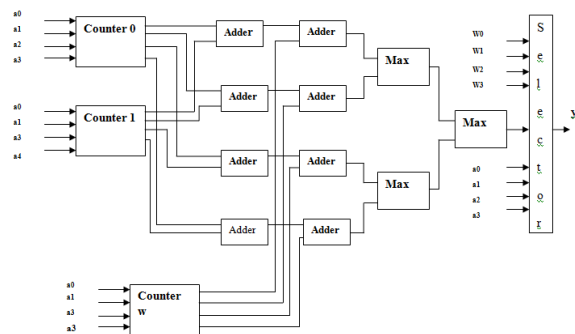 a0
a1
a2
a3
Counter 0
Adder
Adder
Max
a0
a1
a3
a4
Counter 1
Adder
Adder
Max
Adder
Adder
Max
Adder
Adder
a0
a1
a3
a3
Counter
w
W0
W1
W2
W3
a0
a1
a2
a3
S
e
l
e
c
t
o
r
y